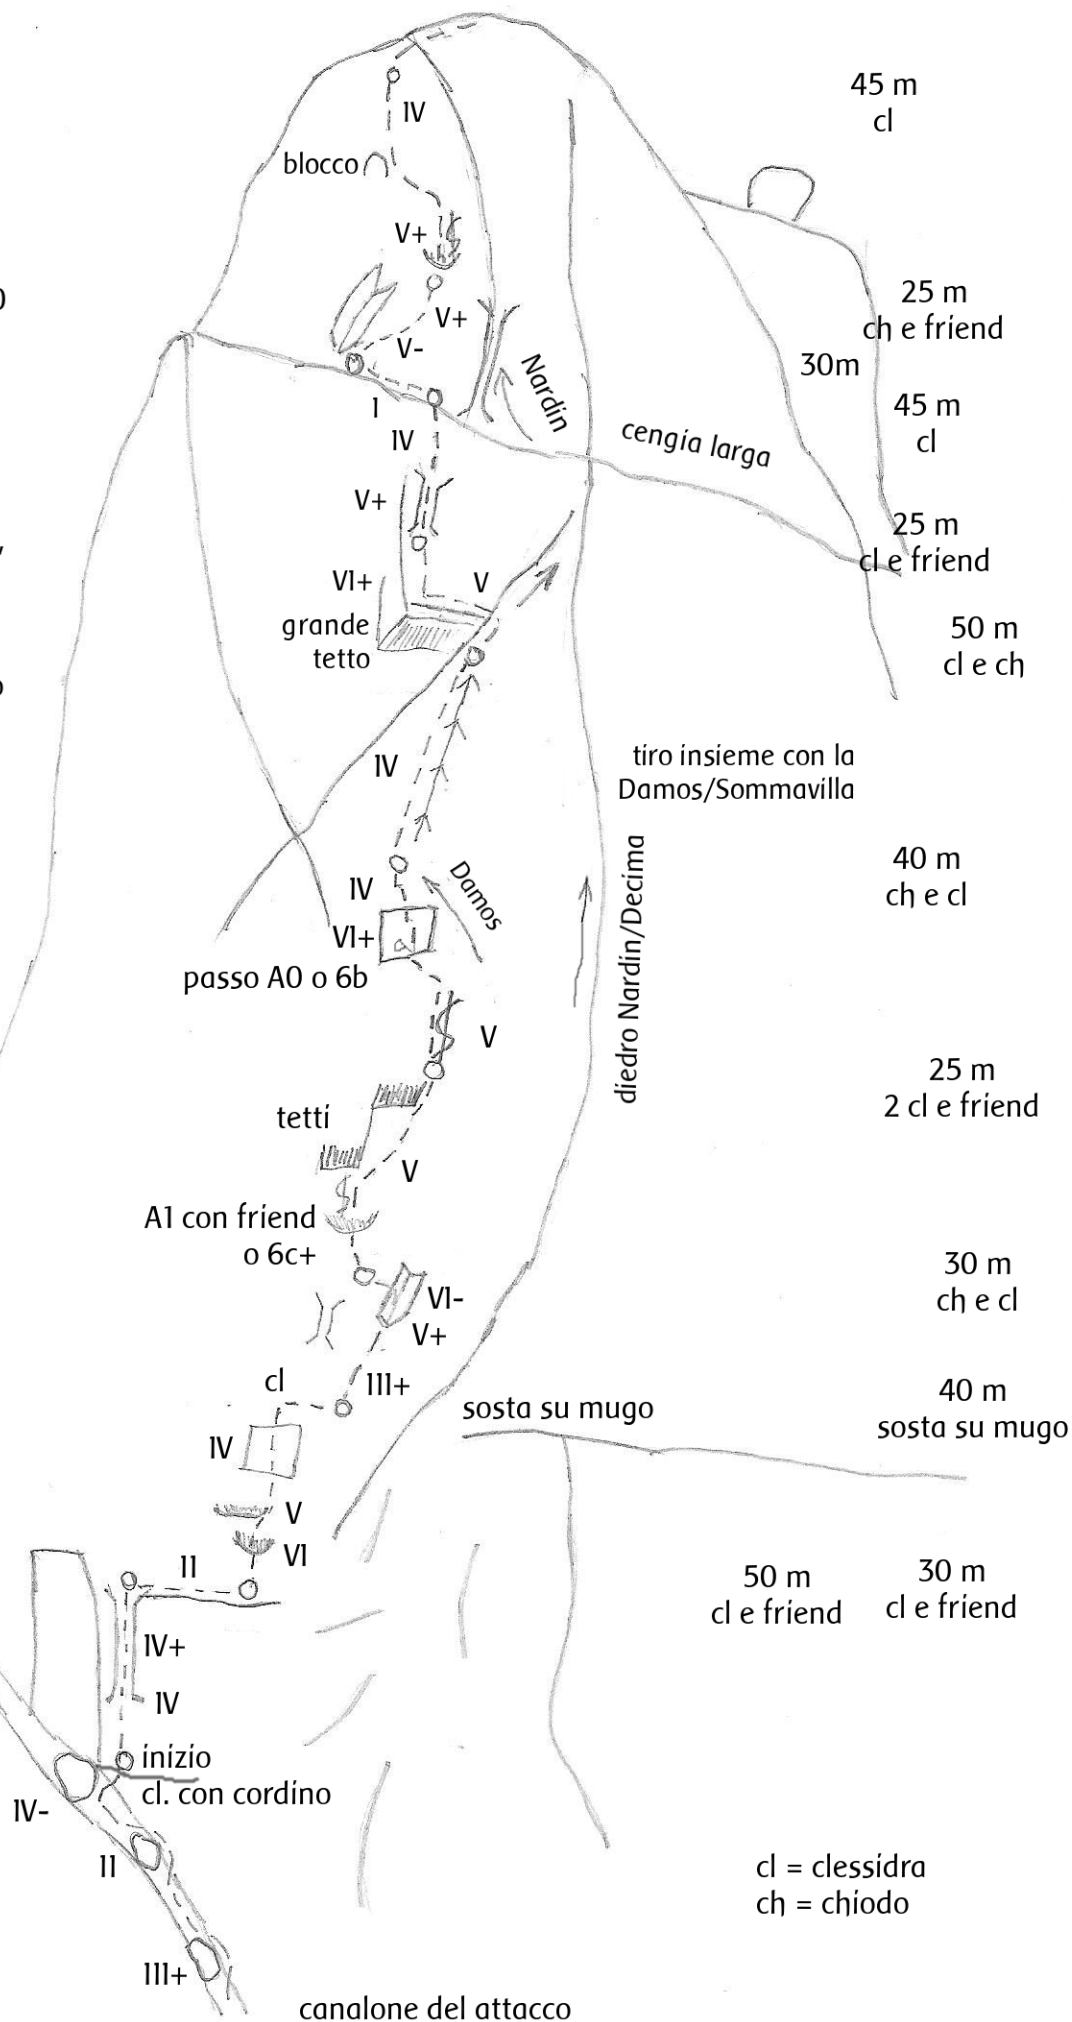 45 m
cl
IV
blocco
V+
25 m
ch e friend
0
V+
V-
Nardin
30m
I
IV
45 m
cl
cengia larga
V+
25 m
cl e friend
VI+
V
grande
tetto
50 m
cl e ch
IV
tiro insieme con la
Damos/Sommavilla
40 m
ch e cl
IV
Damos
VI+
passo A0 o 6b
diedro Nardin/Decima
V
25 m
2 cl e friend
tetti
V
A1 con friend
o 6c+
30 m
ch e cl
VI-
V+
cl
III+
40 m
sosta su mugo
sosta su mugo
IV
V
VI
II
50 m
cl e friend
30 m
cl e friend
IV+
IV
inizio
cl. con cordino
IV-
II
cl = clessidra
ch = chiodo
III+
canalone del attacco